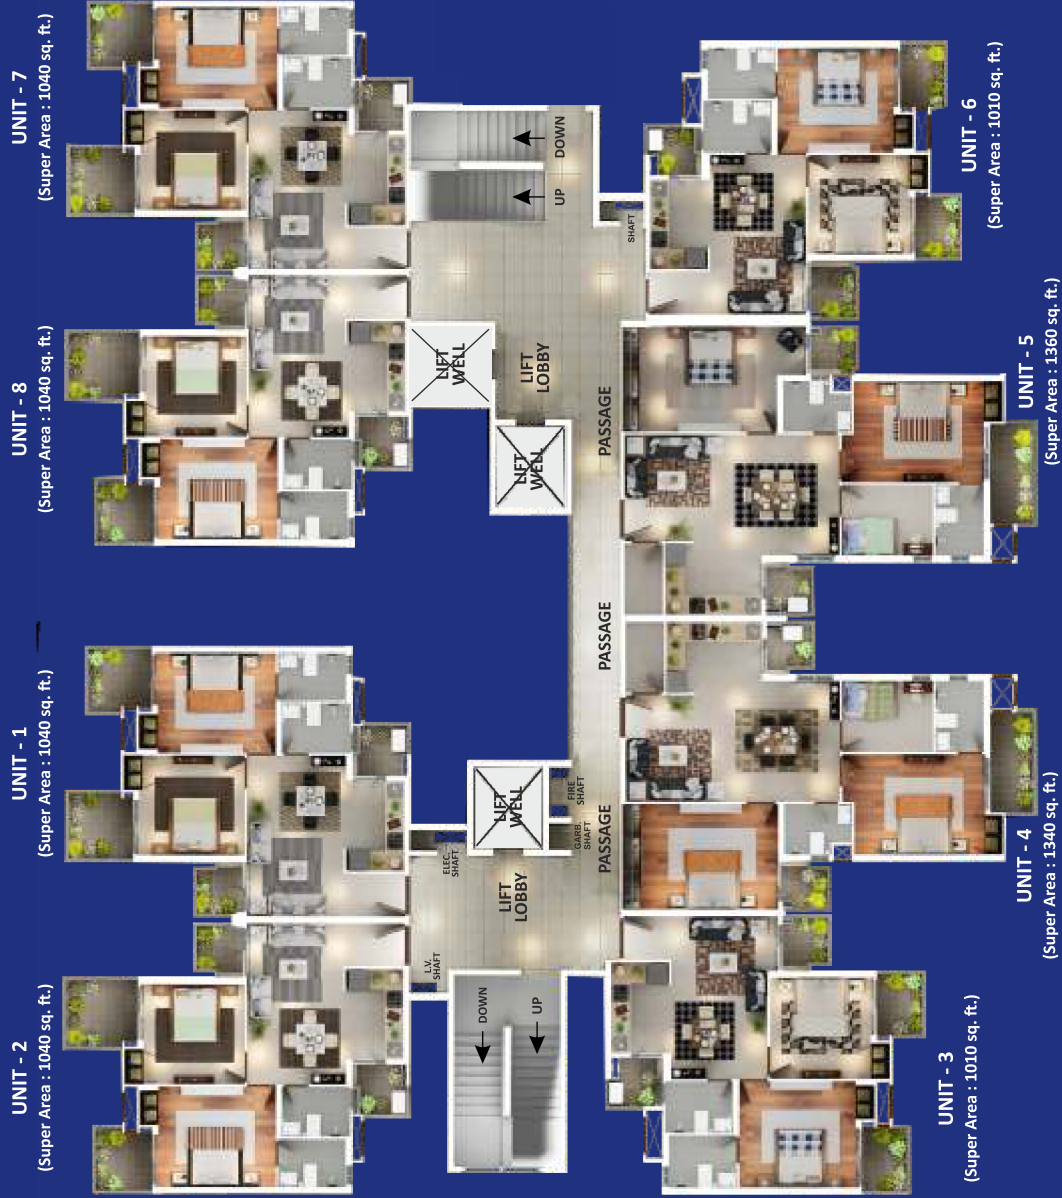 UNIT - 7
(Super Area : 1040 sq. ft.)
UNIT - 8
(Super Area : 1040 sq. ft.)
UNIT - 1
(Super Area : 1040 sq. ft.)
UNIT - 2
(Super Area : 1040 sq. ft.)
DOWN
UP
SHAFT
LIFT
WELL
LIFT
LOBBY
LIFT
WELL
PASSAGE
PASSAGE
PASSAGE
LIFT
WELL
FIRE
SHAFT
GARB.
SHAFT
ELEC.
SHAFT
LIFT
LOBBY
L.V.
SHAFT
DOWN
UP
UNIT - 6
(Super Area : 1010 sq. ft.)
UNIT - 5
(Super Area : 1360 sq. ft.)
UNIT - 4
(Super Area : 1340 sq. ft.)
UNIT - 3
(Super Area : 1010 sq. ft.)